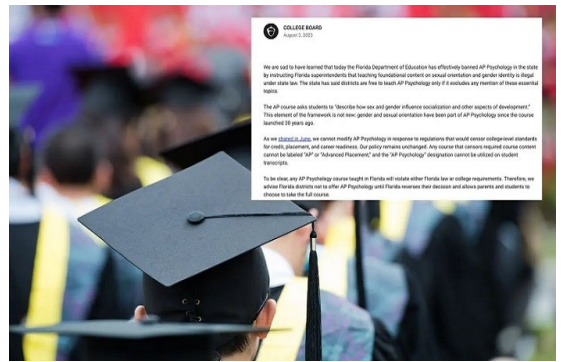 COLLEGE BOARD
August 3, 2023
We are sad to have learned that today the Florida Department of Education has effectively banned AP Psychology in the state
by instructing Florida superintendents that teaching foundational content on sexual orientation and gender identity is illegal
under state law. The state has said districts are free to teach AP Psychology only if it excludes any mention of these essential
topics.
The AP course asks students to "describe how sex and gender influence socialization and other aspects of development."
This element of the framework is not new: gender and sexual orientation have been part of AP Psychology since the course
launched 30 years ago.
As we shared in June, we cannot modify AP Psychology in response to regulations that would censor college-level standards
for credit, placement, and career readiness. Our policy remains unchanged. Any course that censors required course content
cannot be labeled "AP" or "Advanced Placement," and the "AP Psychology" designation cannot be utilized on student
transcripts.
To be clear, any AP Psychology course taught in Florida will violate either Florida law or college requirements. Therefore, we
advise Florida districts not to offer AP Psychology until Florida reverses their decision and allows parents and students to
choose to take the full course.